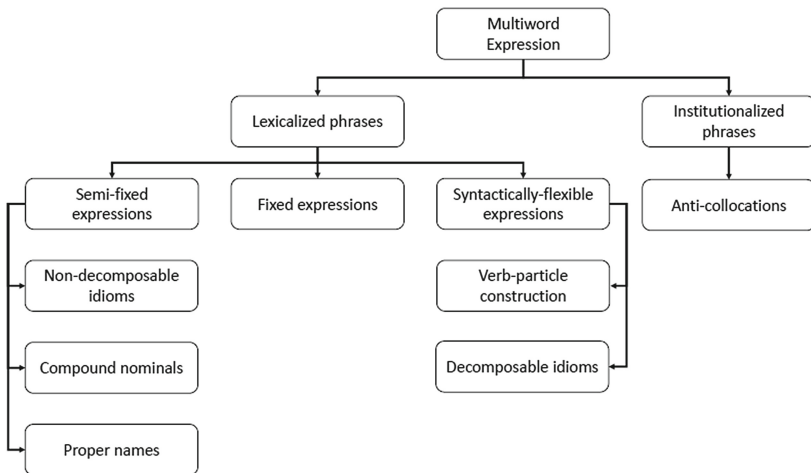 Multiword
Expression
Lexicalized phrases
Institutionalized
phrases
Semi-fixed
expressions
Fixed expressions
Syntactically-flexible
expressions
Anti-collocations
Non-decomposable
idioms
Verb-particle
construction
Compound nominals
Decomposable idioms
Proper names